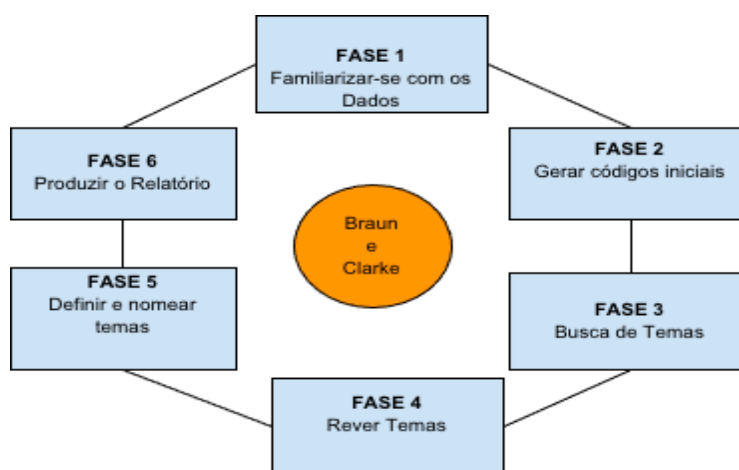 FASE 1
Familiarizar-se com os
Dados
FASE 2
Gerar códigos iniciais
FASE 3
Busca de Temas
FASE 4
Rever Temas
FASE 5
Definir e nomear
temas
FASE 6
Produzir o Relatório
Braun
e
Clarke